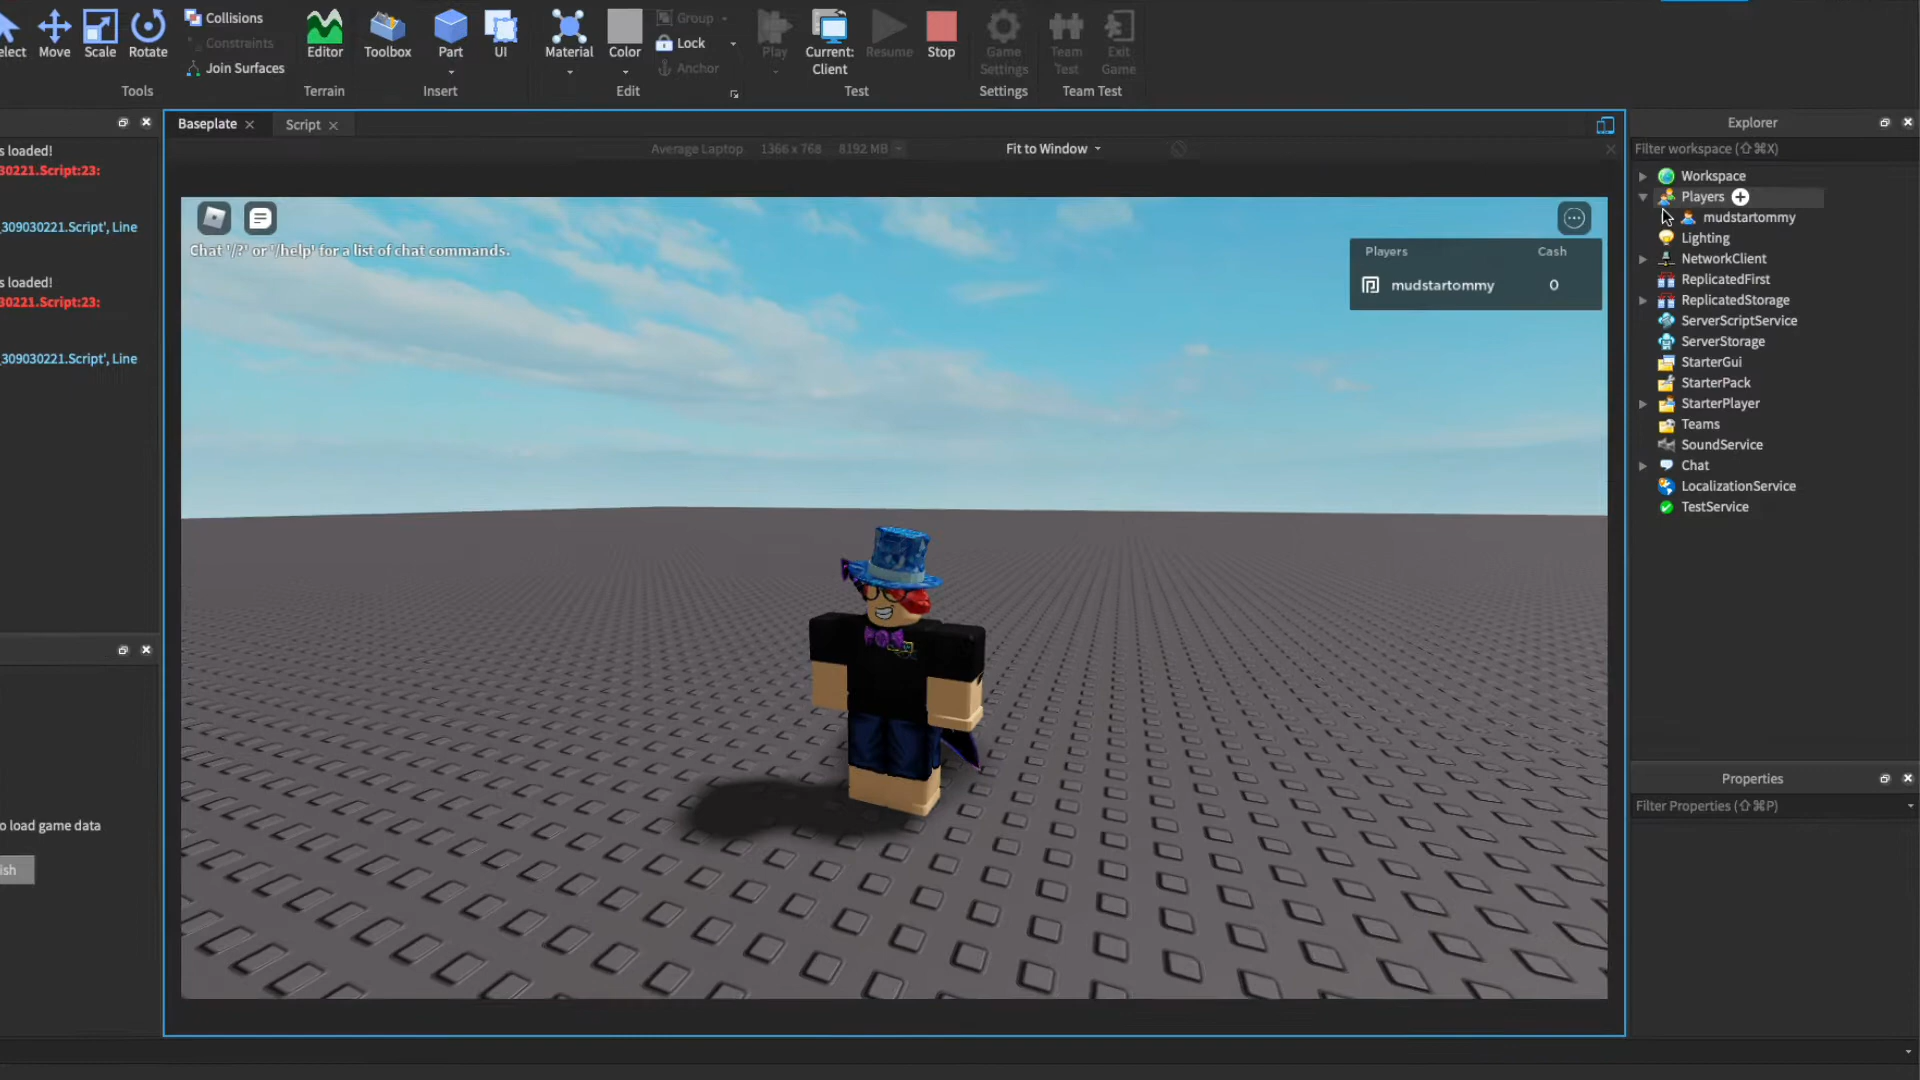 elect Move Scale Rotate
Collisions
Constraints
Join Surfaces
Tools
Editor
Terrain
Toolbox Part UI
Insert
Material Color
Group
Lock
Anchor
Edit
Play Current: Client Resume Stop
Test
Game Settings
Settings
Team Test Exit Game
Team Test
s loaded!
30221.Script:23:
_309030221.Script', Line
s loaded!
30221.Script:23:
_309030221.Script', Line
o load game data
ish
Baseplate
Script
Average Laptop 1366 x 768 8192 MB
Fit to Window
Chat '/?' or '/help' for a list of chat commands.
Players Cash
mudstartommy 0
Explorer
Filter workspace (⇧⌘X)
Workspace
Players
mudstartommy
Lighting
NetworkClient
ReplicatedFirst
ReplicatedStorage
ServerScriptService
ServerStorage
StarterGui
StarterPack
StarterPlayer
Teams
SoundService
Chat
LocalizationService
TestService
Properties
Filter Properties (⇧⌘P)